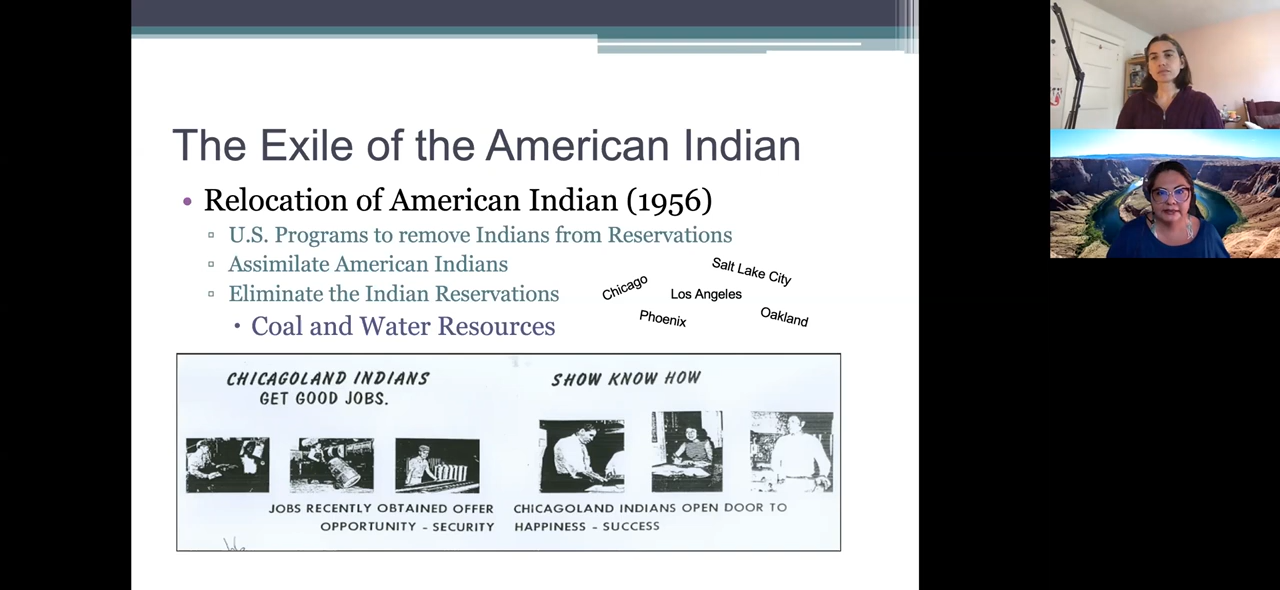 The Exile of the American Indian
Relocation of American Indian (1956)
U.S. Programs to remove Indians from Reservations
Assimilate American Indians
Eliminate the Indian Reservations
Coal and Water Resources
Chicago
Salt Lake City
Los Angeles
Phoenix
Oakland
CHICAGOLAND INDIANS
GET GOOD JOBS.
JOBS RECENTLY OBTAINED OFFER
OPPORTUNITY - SECURITY
SHOW KNOW HOW
CHICAGOLAND INDIANS OPEN DOOR TO
HAPPINESS - SUCCESS